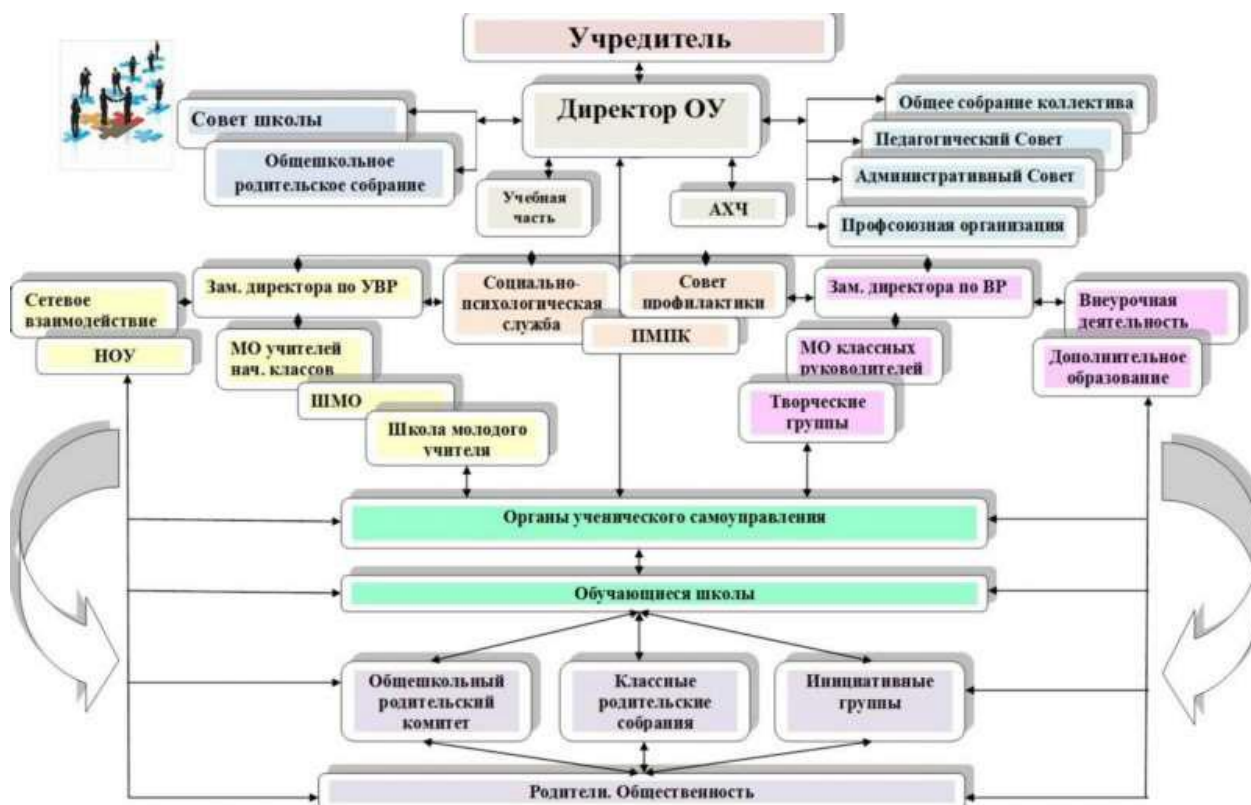 Учредитель
Директор ОУ
Совет школы
Общешкольное
родительское собрание
Общее собрание коллектива
Педагогический Совет
Административный Совет
Профсоюзная организация
Учебная
часть
АХЧ
Сетевое
взаимодействие
НОУ
Зам. директора по УВР
МО учителей
нач. классов
ШМО
Школа молодого
учителя
Социально-
психологическая
служба
Совет
профилактики
ПМПК
Зам. директора по ВР
МО классных
руководителей
Творческие
группы
Внеурочная
деятельность
Дополнительное
образование
Органы ученического самоуправления
Обучающиеся школы
Общешкольный
родительский
комитет
Классные
родительские
собрания
Инициативные
группы
Родители. Общественность